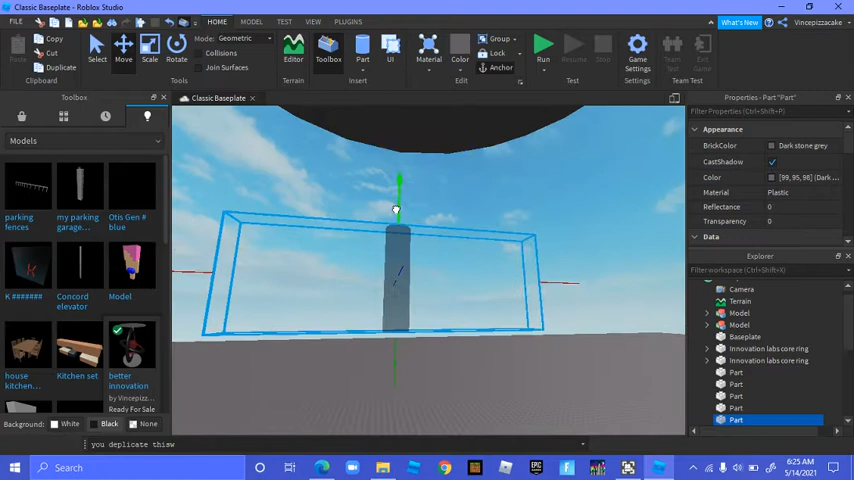 Classic Baseplate - Roblox Studio
FILE HOME MODEL TEST VIEW PLUGINS What's New Vincepizzacake
Copy
Cut
Paste Duplicate
Clipboard
Select Move Scale Rotate
Mode: Geometric
Collisions
Join Surfaces
Tools
Editor
Terrain
Toolbox Part UI
Insert
Material Color
Group
Lock
Anchor
Edit
Run Resume Stop
Test
Game Settings
Settings
Team Test Exit Game
Team Test
Toolbox
Classic Baseplate
Models
parking fences
my parking garage...
Otis Gen # blue
K #######
Concord elevator
Model
house kitchen...
Kitchen set
better innovation
by Vincepizz...
Ready For Sale
Background: White Black None
you duplicate thisw
Properties - Part "Part"
Filter Properties (Ctrl+Shift+P)
Appearance
BrickColor Dark stone grey
CastShadow
Color [99,95,98] (Dark ...
Material Plastic
Reflectance 0
Transparency 0
Data
Explorer
Filter workspace (Ctrl+Shift+X)
Camera
Terrain
Model
Model
Baseplate
Innovation labs core ring
Innovation labs core ring
Part
Part
Part
Part
Part
Search
EPIC
6:25 AM
5/14/2021